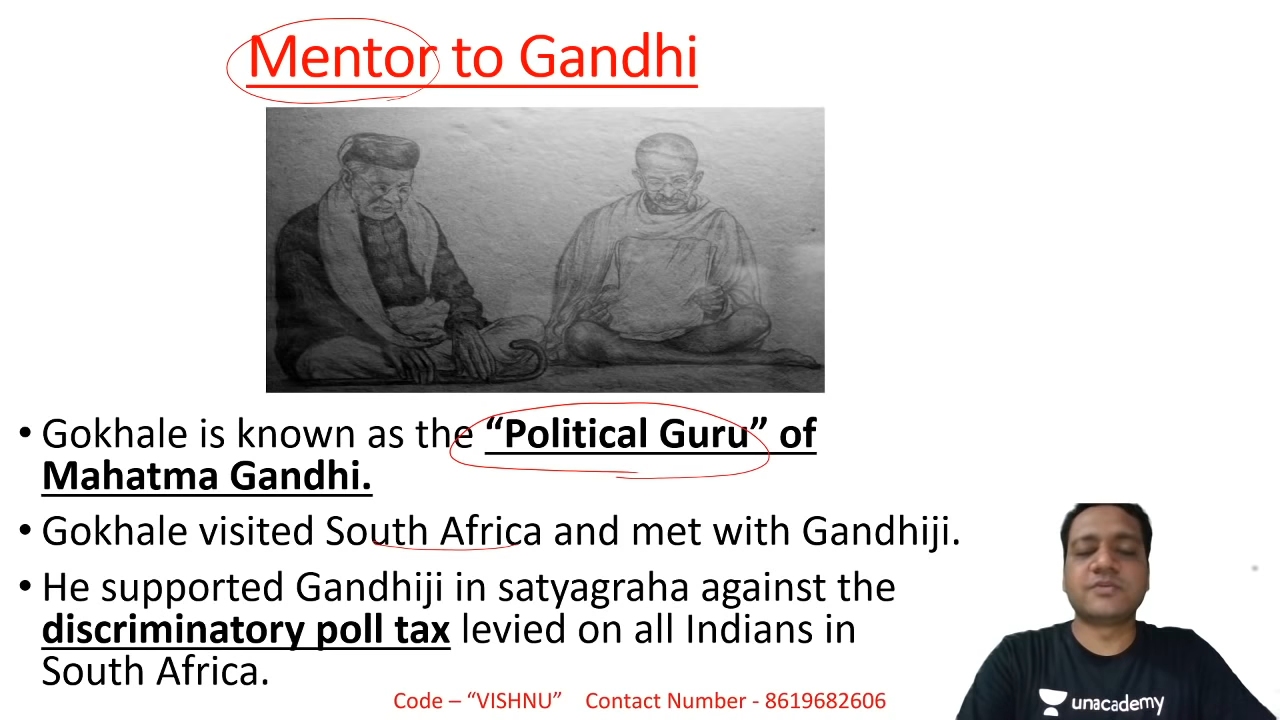 Mentor to Gandhi
• Gokhale is known as the “Political Guru” of
Mahatma Gandhi.
• Gokhale visited South Africa and met with Gandhiji.
• He supported Gandhiji in satyagraha against the
discriminatory poll tax levied on all Indians in
South Africa.
Code – “VISHNU” Contact Number - 8619682606
unacademy